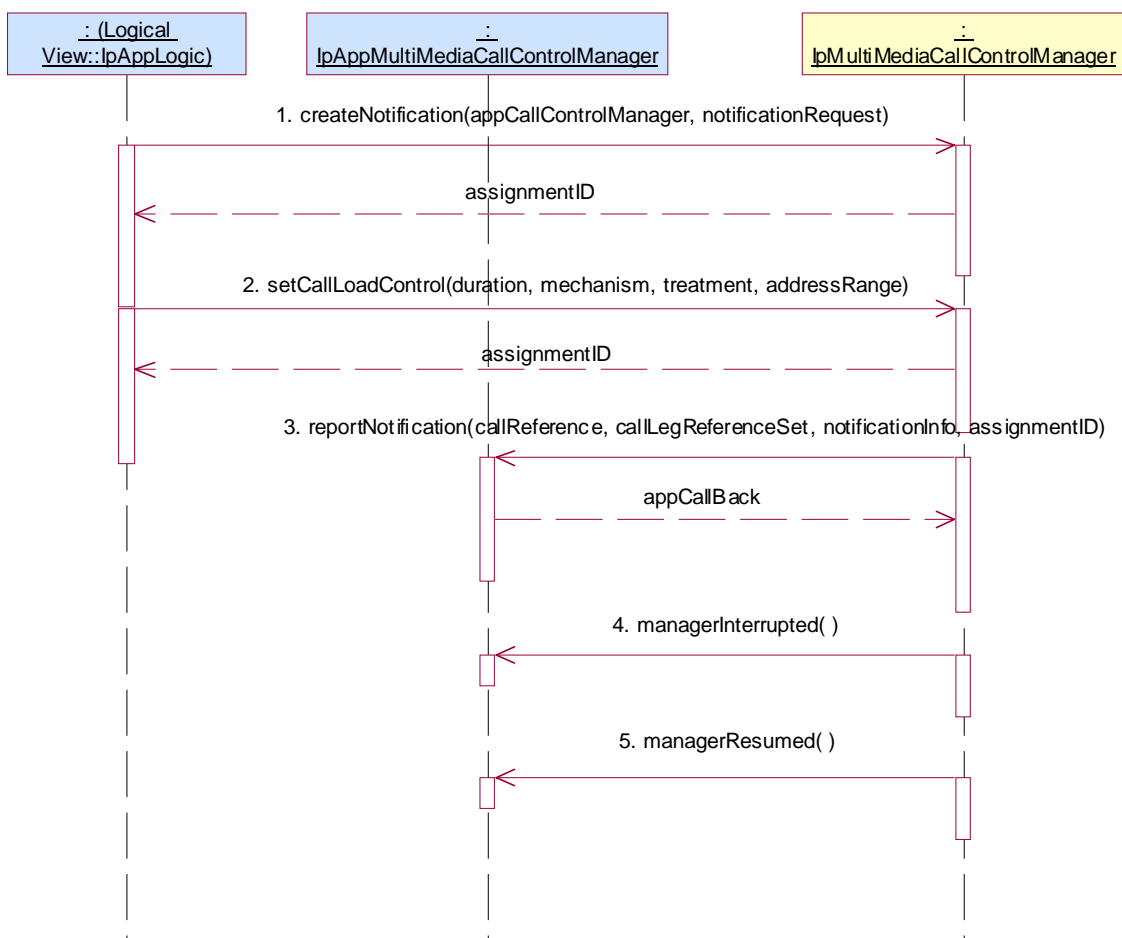 : (Logical
View::IpAppLogic)
:
IpAppMultiMediaCallControlManager
:
IpMultiMediaCallControlManager
1. createNotification(appCallControlManager, notificationRequest)
assignmentID
2. setCallLoadControl(duration, mechanism, treatment, addressRange)
assignmentID
3. reportNotification(callReference, callLegReferenceSet, notificationInfo, assignmentID)
appCallBack
4. managerInterrupted( )
5. managerResumed( )